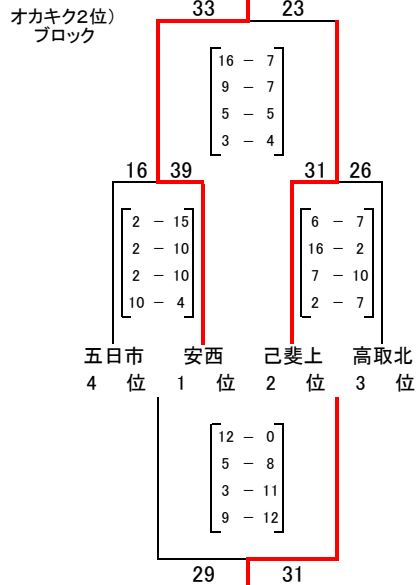 オカキク2位)
ブロック
33 23
16 - 7
9 - 7
5 - 5
3 - 4
16 39 31 26
2 - 15
2 - 10
2 - 10
10 - 4
6 - 7
16 - 2
7 - 10
2 - 7
五日市 安西 己斐上 高取北
4 位 1 位 2 位 3 位
12 - 0
5 - 8
3 - 11
9 - 12
29 31